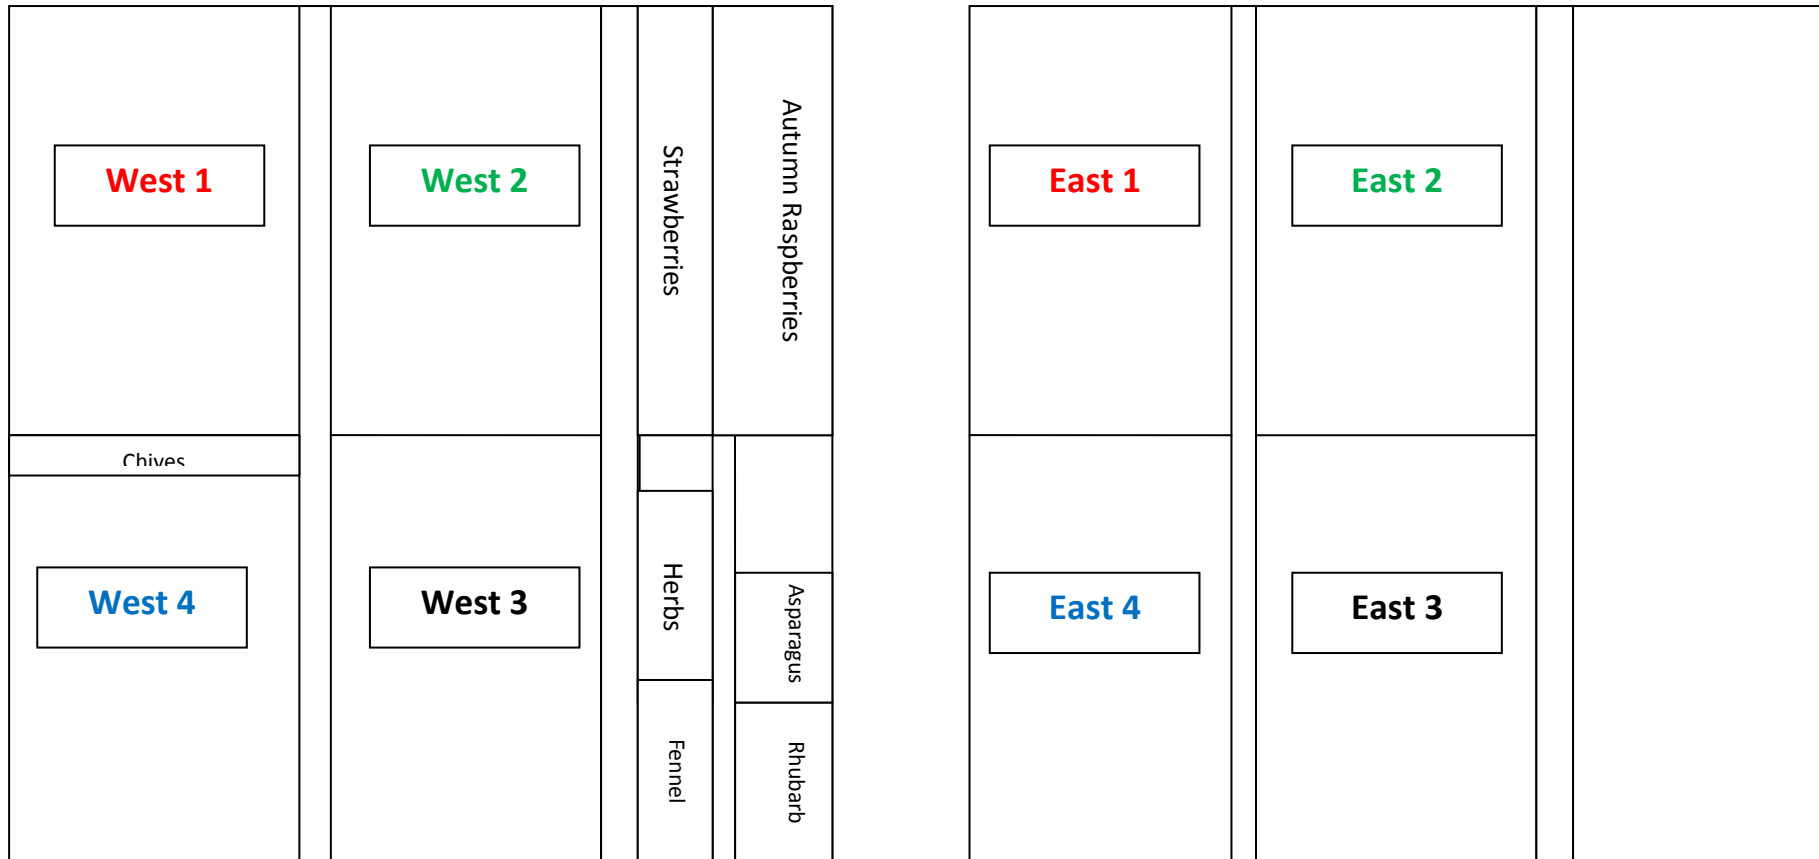 West 1
West 2
Strawberries
Autumn Raspberries
East 1
East 2
Chives
West 4
West 3
Herbs
Asparagus
East 4
East 3
Fennel
Rhubarb